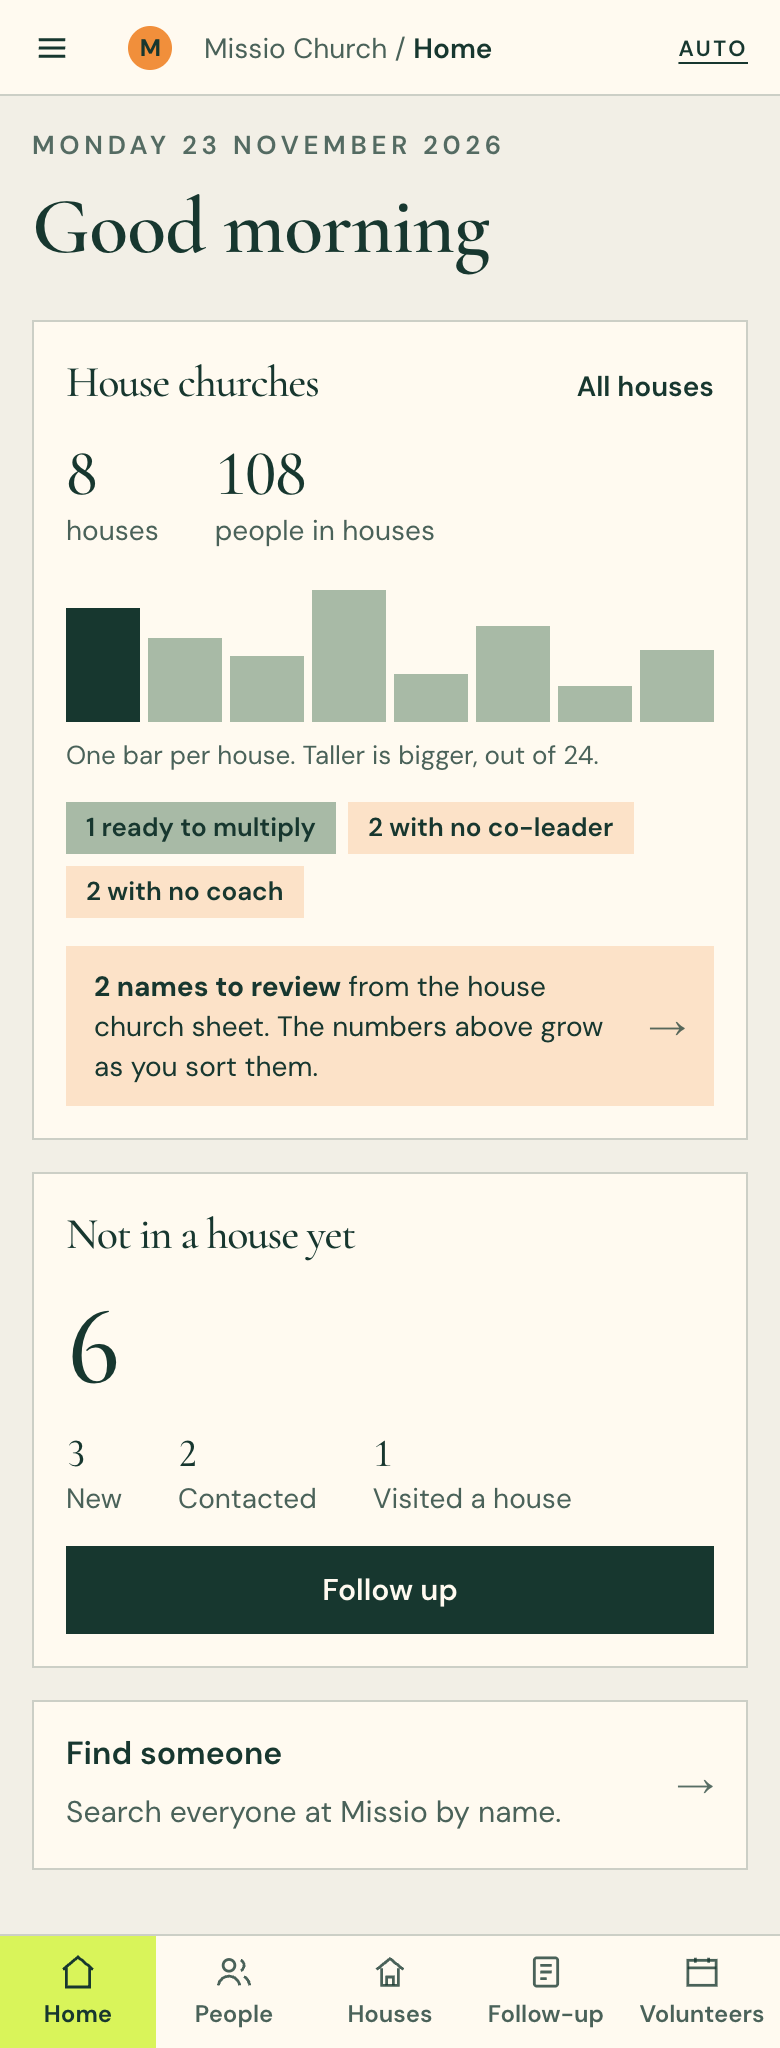 M
Missio Church / Home
AUTO
MONDAY 23 NOVEMBER 2026
Good morning
House churches
All houses
8
houses
108
people in houses
One bar per house. Taller is bigger, out of 24.
1 ready to multiply
2 with no co-leader
2 with no coach
2 names to review from the house
church sheet. The numbers above grow
as you sort them.
→
Not in a house yet
6
3
New
2
Contacted
1
Visited a house
Follow up
Find someone
Search everyone at Missio by name.
→
Home
People
Houses
Follow-up
Volunteers